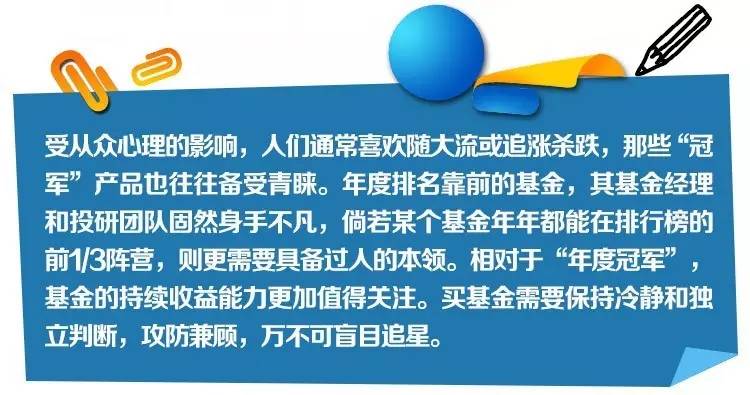 受从众心理的影响，人们通常喜欢随大流或追涨杀跌，那些“冠
军”产品也往往备受青睐。年度排名靠前的基金，其基金经理
和投研团队固然身手不凡，倘若某个基金年年都能在排行榜的
前1/3阵营，则更需要具备过人的本领。相对于“年度冠军”，
基金的持续收益能力更加值得关注。买基金需要保持冷静和独
立判断，攻防兼顾，万不可盲目追星。